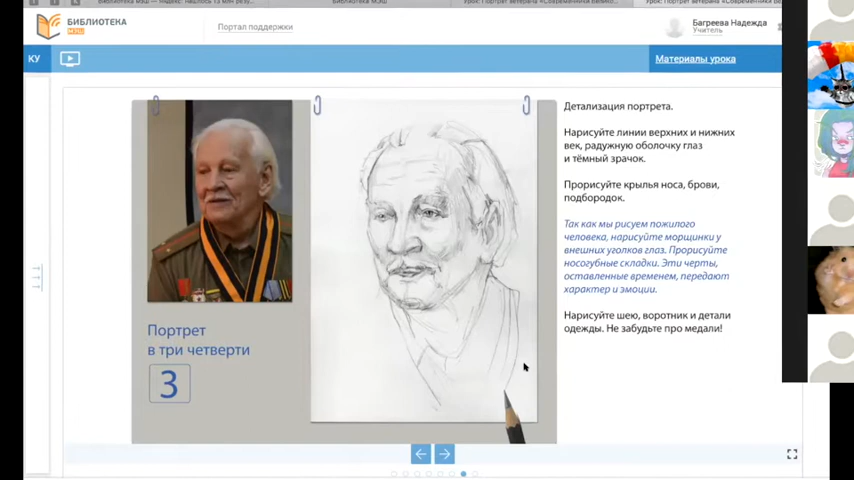 БИБЛИОТЕКА
МЭШ
Портал поддержки
Багреева Надежда
Учитель
КУ
Материалы урока
Детализация портрета.
Нарисуйте линии верхних и нижних
век, радужную оболочку глаз
и тёмный зрачок.
Прорисуйте крылья носа, брови,
подбородок.
Так как мы рисуем пожилого
человека, нарисуйте морщинки у
внешних уголков глаз. Прорисуйте
носогубные складки. Эти черты,
оставленные временем, передают
характер и эмоции.
Нарисуйте шею, воротник и детали
одежды. Не забудьте про медали!
Портрет
в три четверти
3